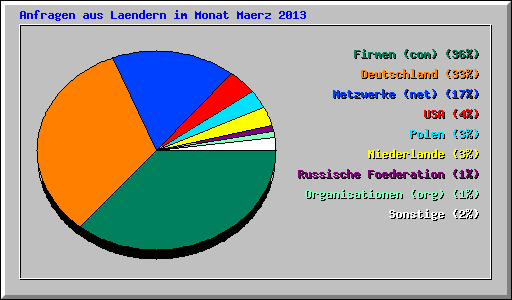 Anfragen aus Laendern im Monat Maerz 2013
Firmen (com) (36%)
Deutschland (33%)
Netzwerke (net) (17%)
USA (4%)
Polen (3%)
Niederlande (3%)
Russische Foederation (1%)
Organisationen (org) (1%)
Sonstige (2%)